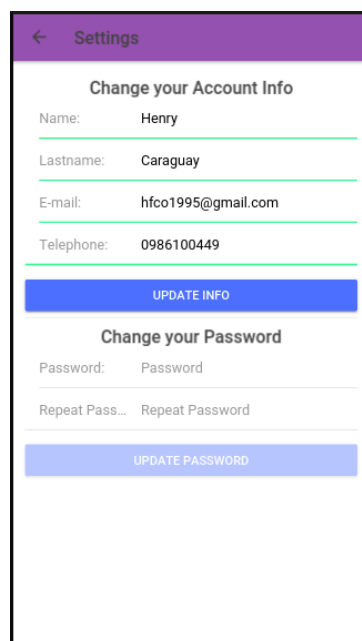 Settings
Change your Account Info
Name: Henry
Lastname: Caraguay
E-mail: hfco1995@gmail.com
Telephone: 0986100449
UPDATE INFO
Change your Password
Password: Password
Repeat Pass... Repeat Password
UPDATE PASSWORD